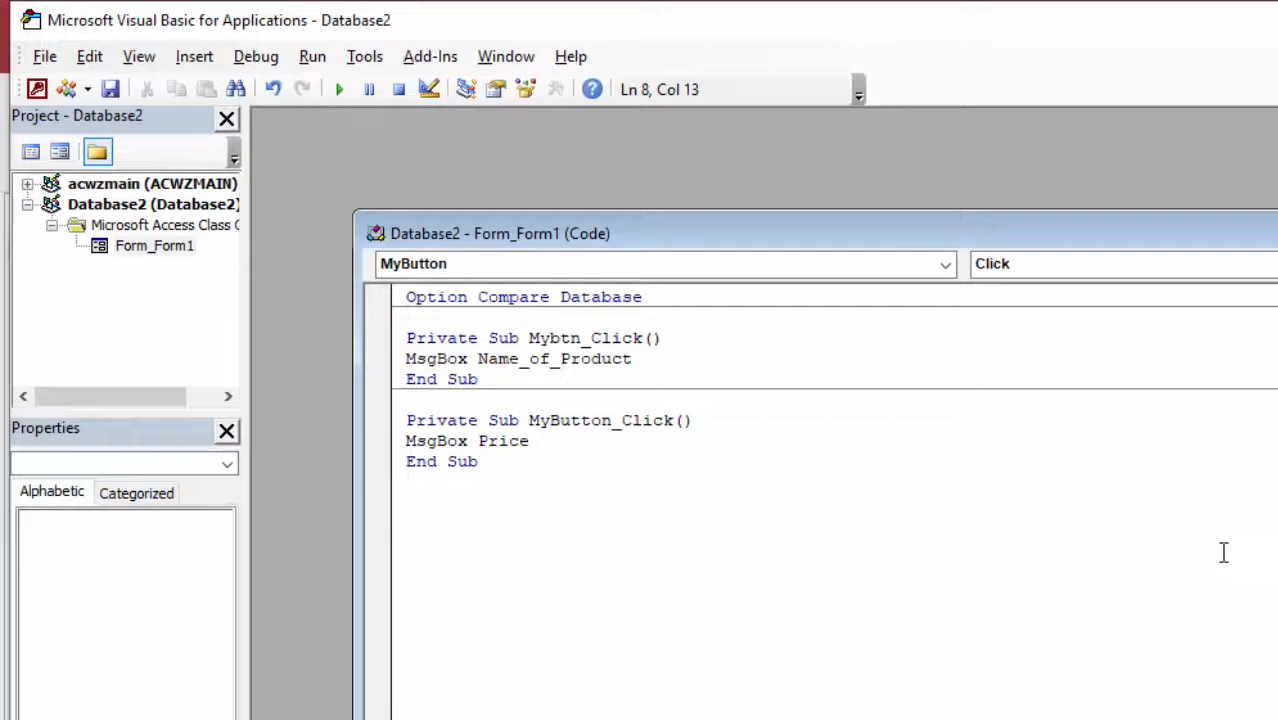 Microsoft Visual Basic for Applications - Database2
File Edit View Insert Debug Run Tools Add-Ins Window Help
Ln 8, Col 13
Project - Database2
acwzmain (ACWZMAIN)
Database2 (Database2)
Microsoft Access Class
Form_Form1
Database2 - Form_Form1 (Code)
MyButton Click
Option Compare Database
Private Sub Mybtn_Click()
MsgBox Name_of_Product
End Sub
Private Sub MyButton_Click()
MsgBox Price
End Sub
Properties
Alphabetic Categorized